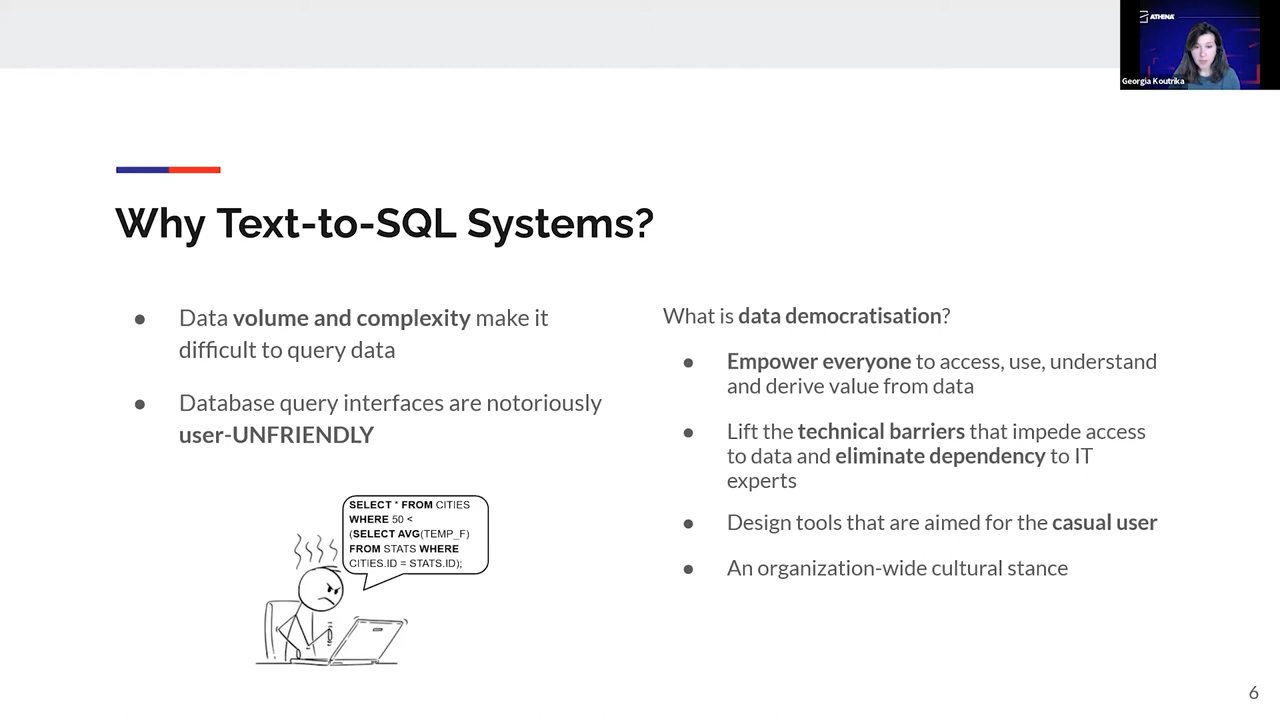 ATHENA
Georgia Koutrika
Why Text-to-SQL Systems?
● Data volume and complexity make it
difficult to query data
● Database query interfaces are notoriously
user-UNFRIENDLY
SELECT * FROM CITIES
WHERE 50 <
(SELECT AVG(TEMP_F)
FROM STATS WHERE
CITIES.ID = STATS.ID);
What is data democratisation?
● Empower everyone to access, use, understand
and derive value from data
● Lift the technical barriers that impede access
to data and eliminate dependency to IT
experts
● Design tools that are aimed for the casual user
● An organization-wide cultural stance
6